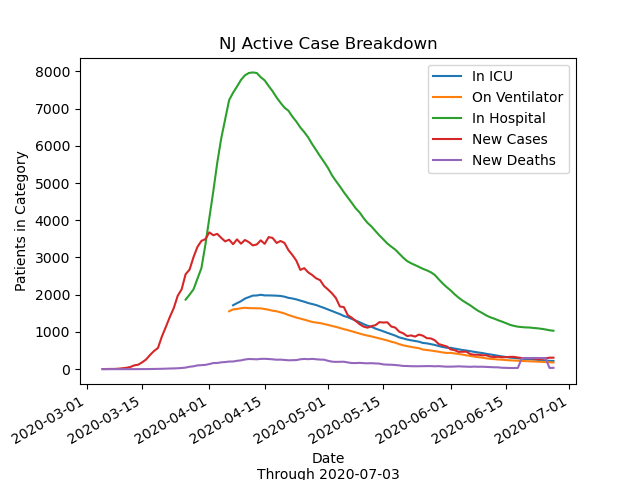 NJ Active Case Breakdown
8000
7000
6000
5000
4000
3000
2000
1000
0
Patients in Category
In ICU
On Ventilator
In Hospital
New Cases
New Deaths
2020-03-01
2020-03-15
2020-04-01
2020-04-15
2020-05-01
2020-05-15
2020-06-01
2020-06-15
2020-07-01
Date
Through 2020-07-03